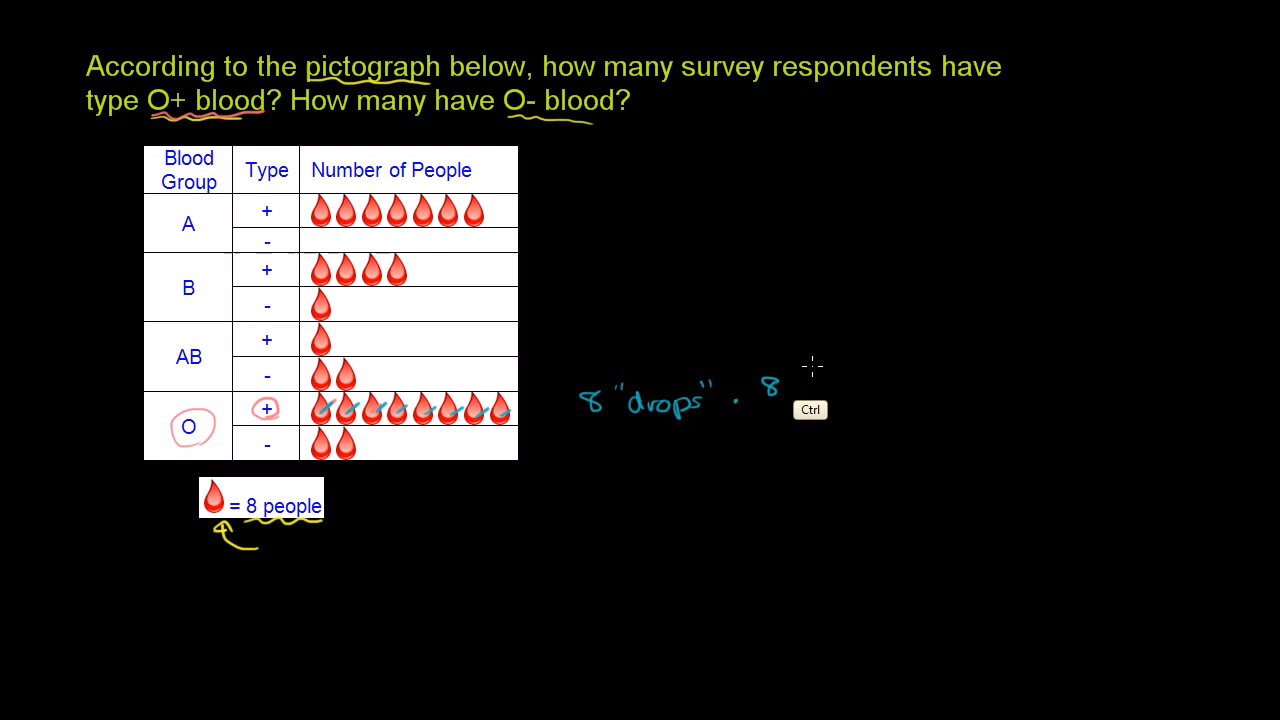 According to the pictograph below, how many survey respondents have
type O+ blood? How many have O- blood?
Blood Group Type Number of People
A +
-
B +
-
AB +
-
O +
-
8 "drops" · 8
Ctrl
= 8 people